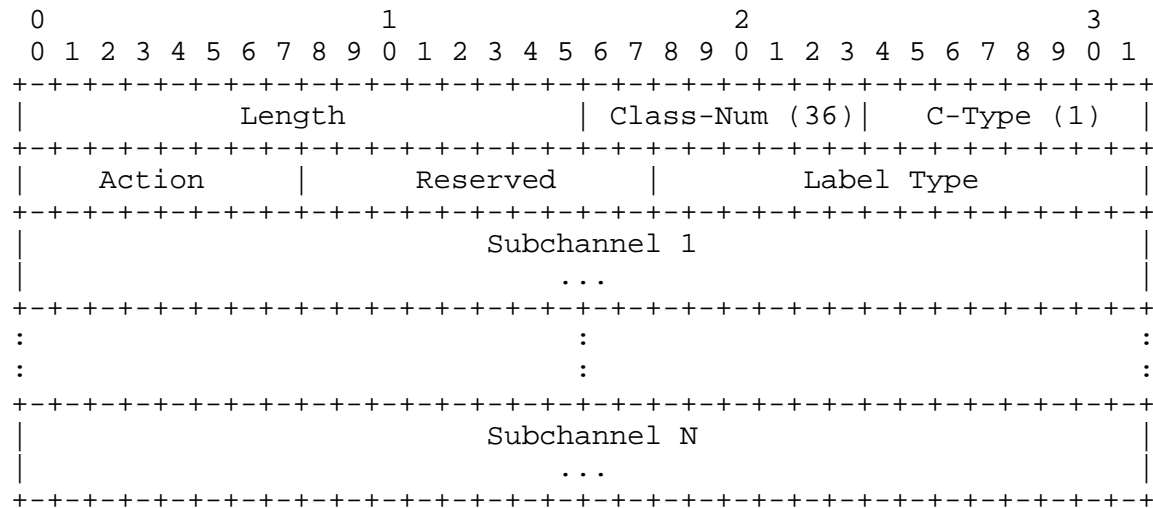 0                   1                   2                   3
 0 1 2 3 4 5 6 7 8 9 0 1 2 3 4 5 6 7 8 9 0 1 2 3 4 5 6 7 8 9 0 1
+-+-+-+-+-+-+-+-+-+-+-+-+-+-+-+-+-+-+-+-+-+-+-+-+-+-+-+-+-+-+-+-+
|            Length             | Class-Num (36)|   C-Type (1)  |
+-+-+-+-+-+-+-+-+-+-+-+-+-+-+-+-+-+-+-+-+-+-+-+-+-+-+-+-+-+-+-+-+
|    Action     |      Reserved     |        Label Type         |
+-+-+-+-+-+-+-+-+-+-+-+-+-+-+-+-+-+-+-+-+-+-+-+-+-+-+-+-+-+-+-+-+
|                          Subchannel 1                         |
|                              ...                              |
+-+-+-+-+-+-+-+-+-+-+-+-+-+-+-+-+-+-+-+-+-+-+-+-+-+-+-+-+-+-+-+-+
:                               :                               :
:                               :                               :
+-+-+-+-+-+-+-+-+-+-+-+-+-+-+-+-+-+-+-+-+-+-+-+-+-+-+-+-+-+-+-+-+
|                          Subchannel N                         |
|                              ...                              |
+-+-+-+-+-+-+-+-+-+-+-+-+-+-+-+-+-+-+-+-+-+-+-+-+-+-+-+-+-+-+-+-+